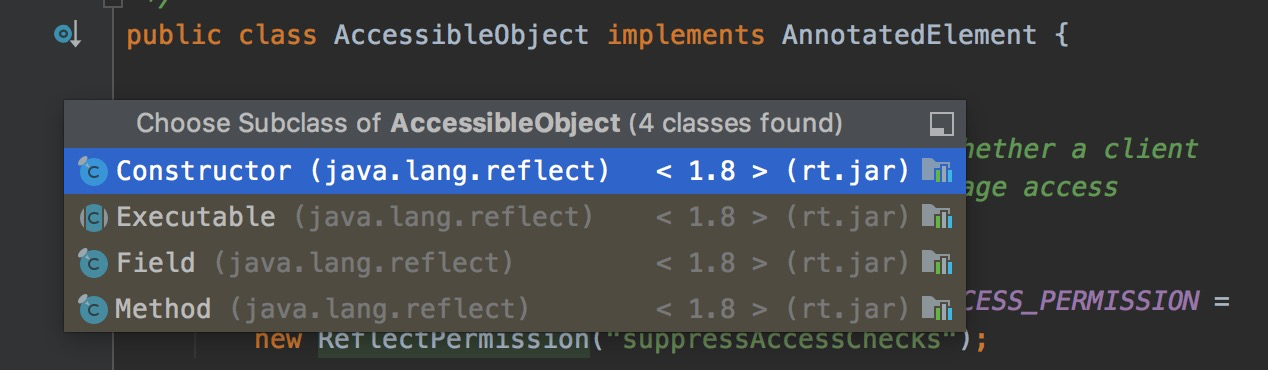 */
public class AccessibleObject implements AnnotatedElement {
Choose Subclass of AccessibleObject (4 classes found)
hether a client
Constructor (java.lang.reflect) < 1.8 > (rt.jar)
age access
Executable (java.lang.reflect) < 1.8 > (rt.jar)
Field (java.lang.reflect) < 1.8 > (rt.jar)
Method (java.lang.reflect) < 1.8 > (rt.jar)
CESS_PERMISSION =
new ReflectPermission("suppressAccessChecks");